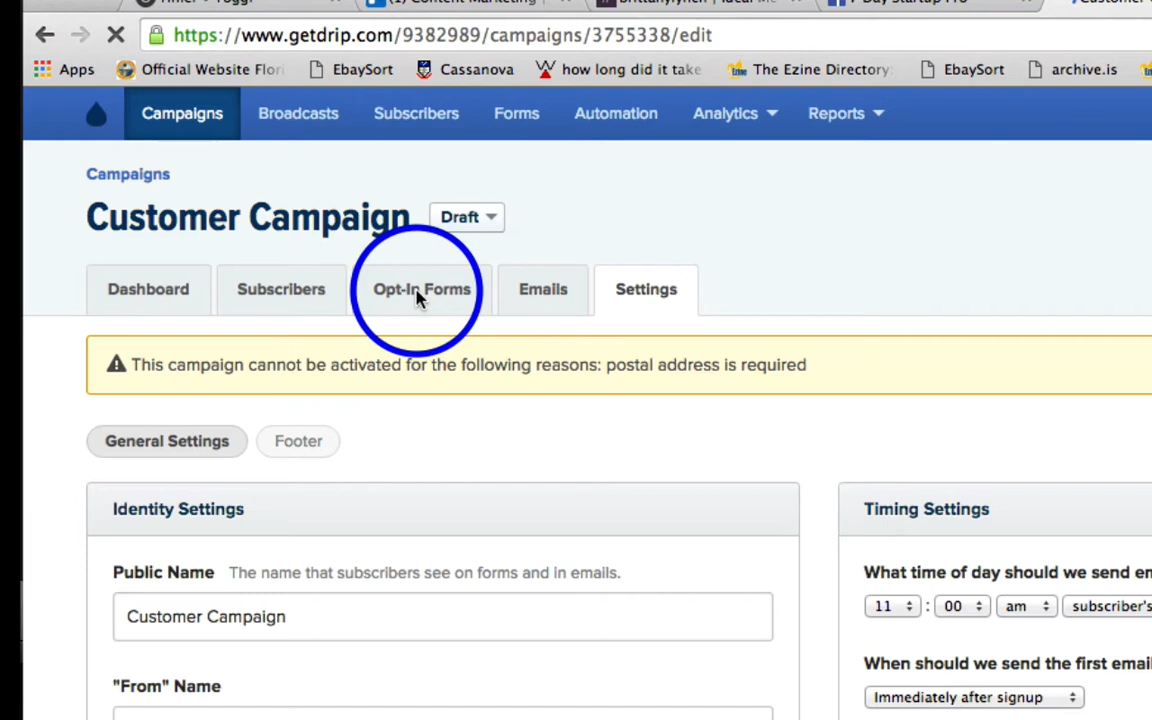 https://www.getdrip.com/9382989/campaigns/3755338/edit
Apps Official Website Flori EbaySort Cassanova how long did it take The Ezine Directory: EbaySort archive.is
Campaigns Broadcasts Subscribers Forms Automation Analytics Reports
Campaigns
Customer Campaign Draft
Dashboard Subscribers Opt-In Forms Emails Settings
This campaign cannot be activated for the following reasons: postal address is required
General Settings Footer
Identity Settings
Public Name The name that subscribers see on forms and in emails.
Customer Campaign
"From" Name
Timing Settings
What time of day should we send em
11 : 00 am subscriber's
When should we send the first email
Immediately after signup